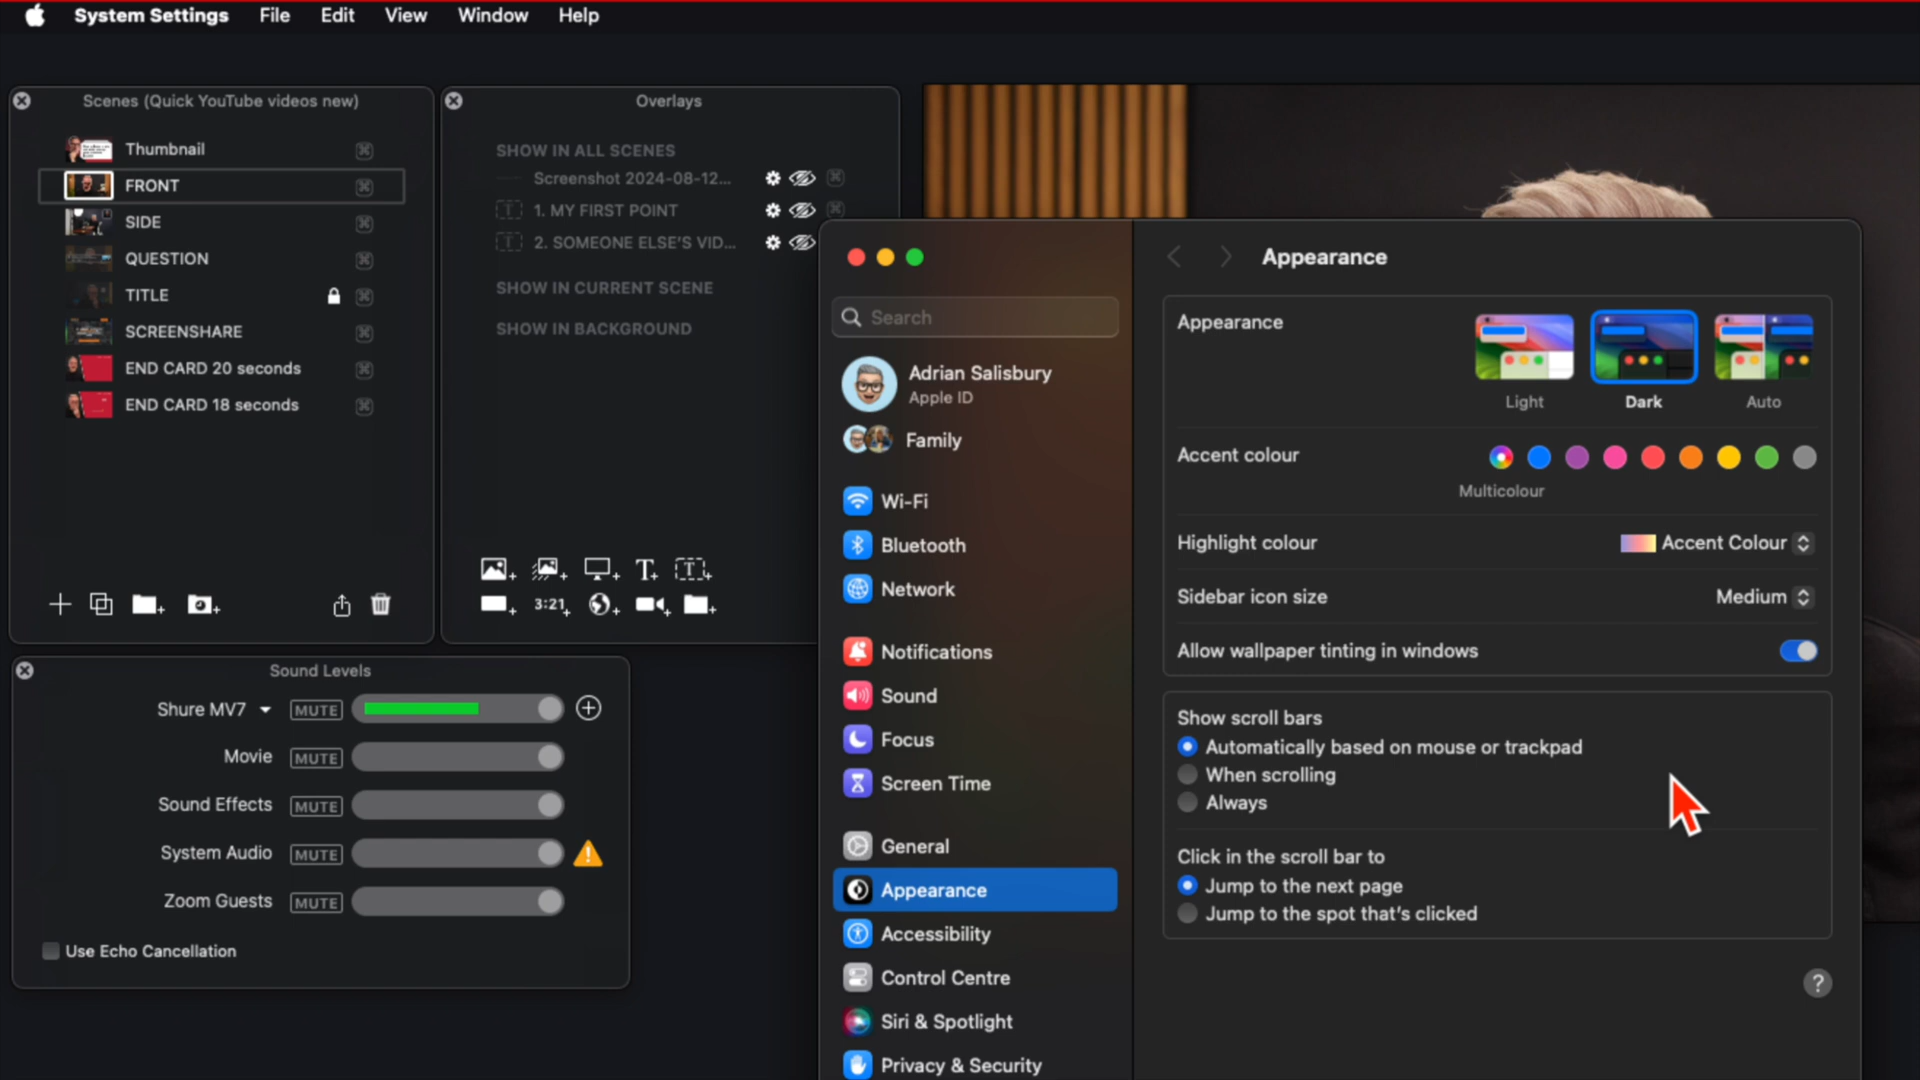 System Settings File Edit View Window Help
Scenes (Quick YouTube videos new)
Thumbnail
FRONT
SIDE
QUESTION
TITLE
SCREENSHARE
END CARD 20 seconds
END CARD 18 seconds
Overlays
SHOW IN ALL SCENES
Screenshot 2024-08-12...
1. MY FIRST POINT
2. SOMEONE ELSE'S VID...
SHOW IN CURRENT SCENE
SHOW IN BACKGROUND
T+
T+
3:21+
Sound Levels
Shure MV7 MUTE
Movie MUTE
Sound Effects MUTE
System Audio MUTE
Zoom Guests MUTE
Use Echo Cancellation
Search
Adrian Salisbury
Apple ID
Family
Wi-Fi
Bluetooth
Network
Notifications
Sound
Focus
Screen Time
General
Appearance
Accessibility
Control Centre
Siri & Spotlight
Privacy & Security
Appearance
Appearance
Light Dark Auto
Accent colour
Multicolour
Highlight colour Accent Colour
Sidebar icon size Medium
Allow wallpaper tinting in windows
Show scroll bars
Automatically based on mouse or trackpad
When scrolling
Always
Click in the scroll bar to
Jump to the next page
Jump to the spot that's clicked
?